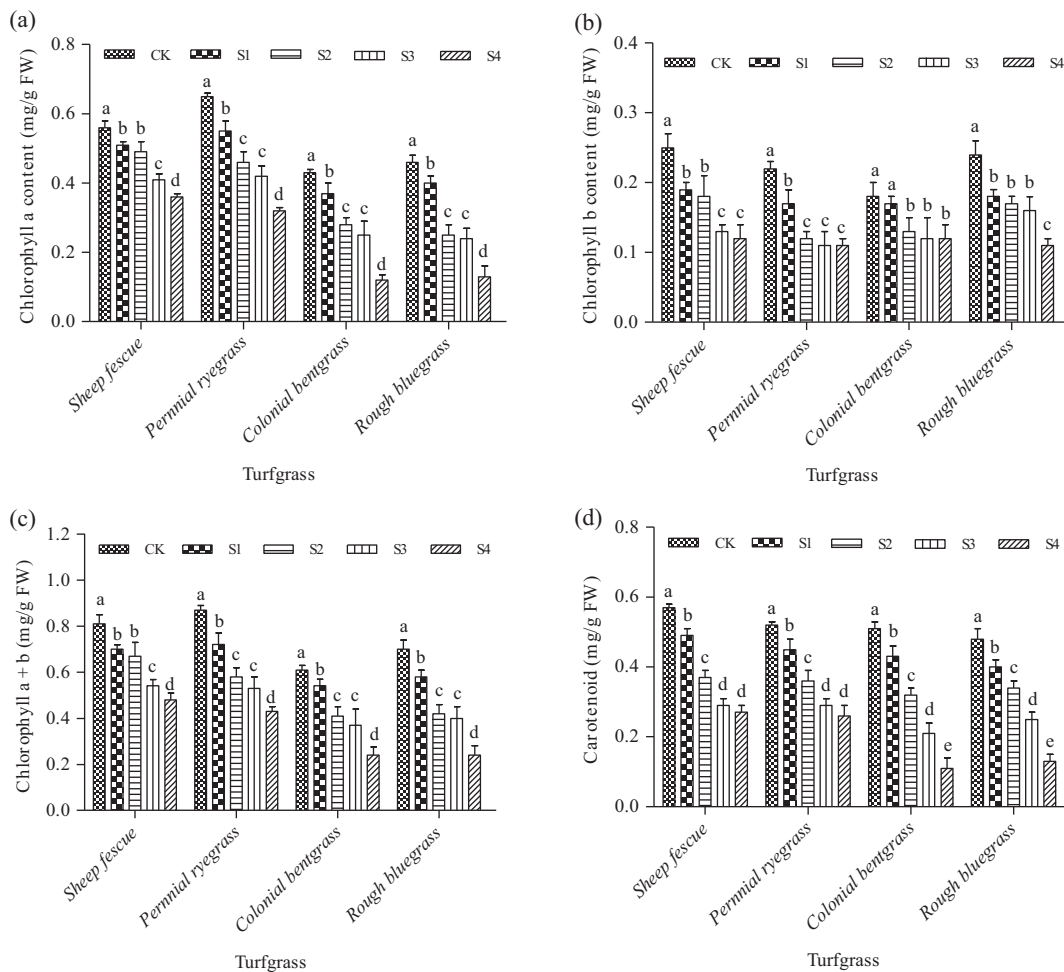 (a)
Chlorophyll a content (mg/g FW)
0.8
0.6
0.4
0.2
0.0
CK S1 S2 S3 S4
a b b c d
a b c c d
a b c c d
a b c c d
Sheep fescue
Pernnial ryegrass
Colonial bentgrass
Rough bluegrass
Turfgrass
(b)
Chlorophyll b content (mg/g FW)
0.4
0.3
0.2
0.1
0.0
CK S1 S2 S3 S4
a b b c c
a b c c c
a a b b b
a b b b c
Sheep fescue
Pernnial ryegrass
Colonial bentgrass
Rough bluegrass
Turfgrass
(c)
Chlorophyll a + b (mg/g FW)
1.2
1.0
0.8
0.6
0.4
0.2
0.0
CK S1 S2 S3 S4
a b b c d
a b c c d
a b c c d
a b c c d
Sheep fescue
Pernnial ryegrass
Colonial bentgrass
Rough bluegrass
Turfgrass
(d)
Carotenoid (mg/g FW)
0.8
0.6
0.4
0.2
0.0
CK S1 S2 S3 S4
a b c d d
a b c d d
a b c d e
a b c d e
Sheep fescue
Pernnial ryegrass
Colonial bentgrass
Rough bluegrass
Turfgrass